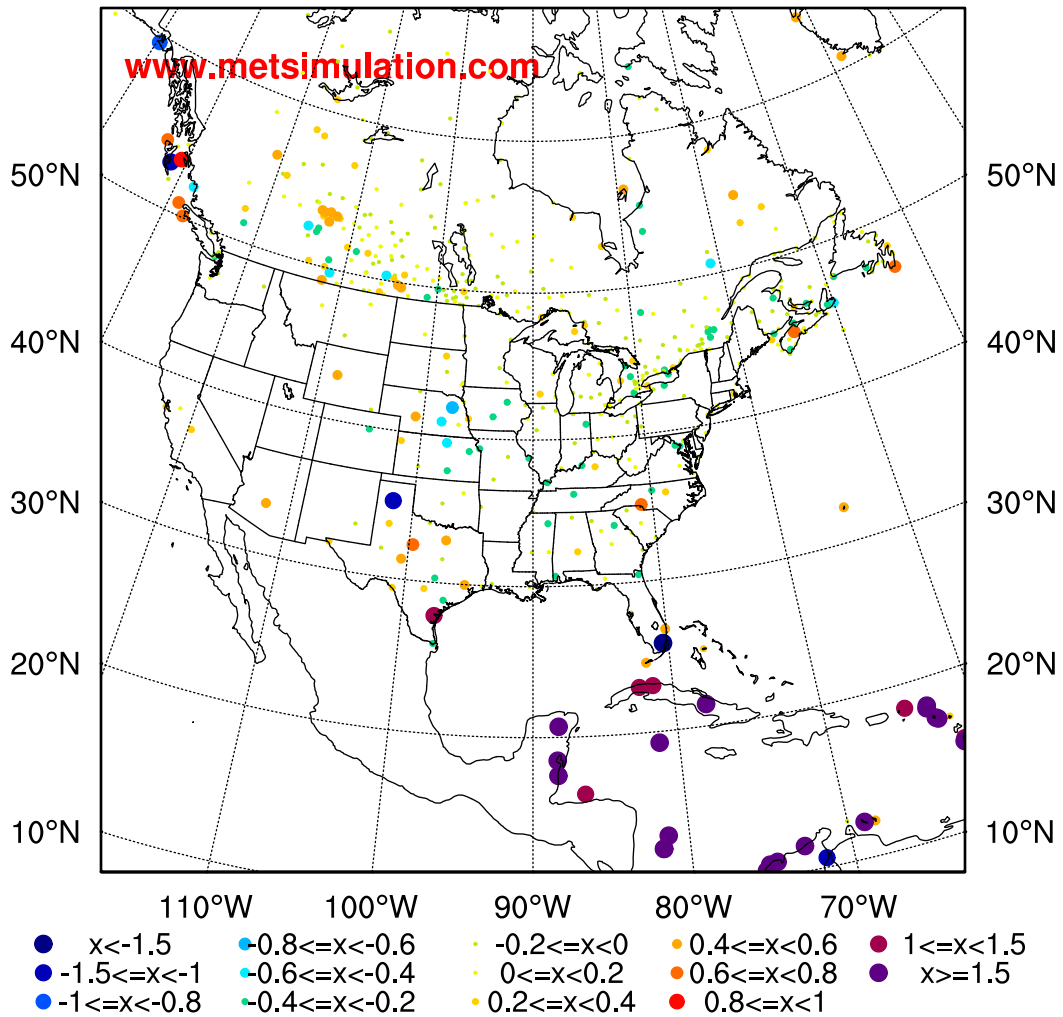 www.metsimulation.com
50°N 50°N
40°N 40°N
30°N 30°N
20°N 20°N
10°N 10°N
110°W 100°W 90°W 80°W 70°W
x<-1.5 -0.8<=x<-0.6 -0.2<=x<0 0.4<=x<0.6 1<=x<1.5
-1.5<=x<-1 -0.6<=x<-0.4 0<=x<0.2 0.6<=x<0.8 x>=1.5
-1<=x<-0.8 -0.4<=x<-0.2 0.2<=x<0.4 0.8<=x<1